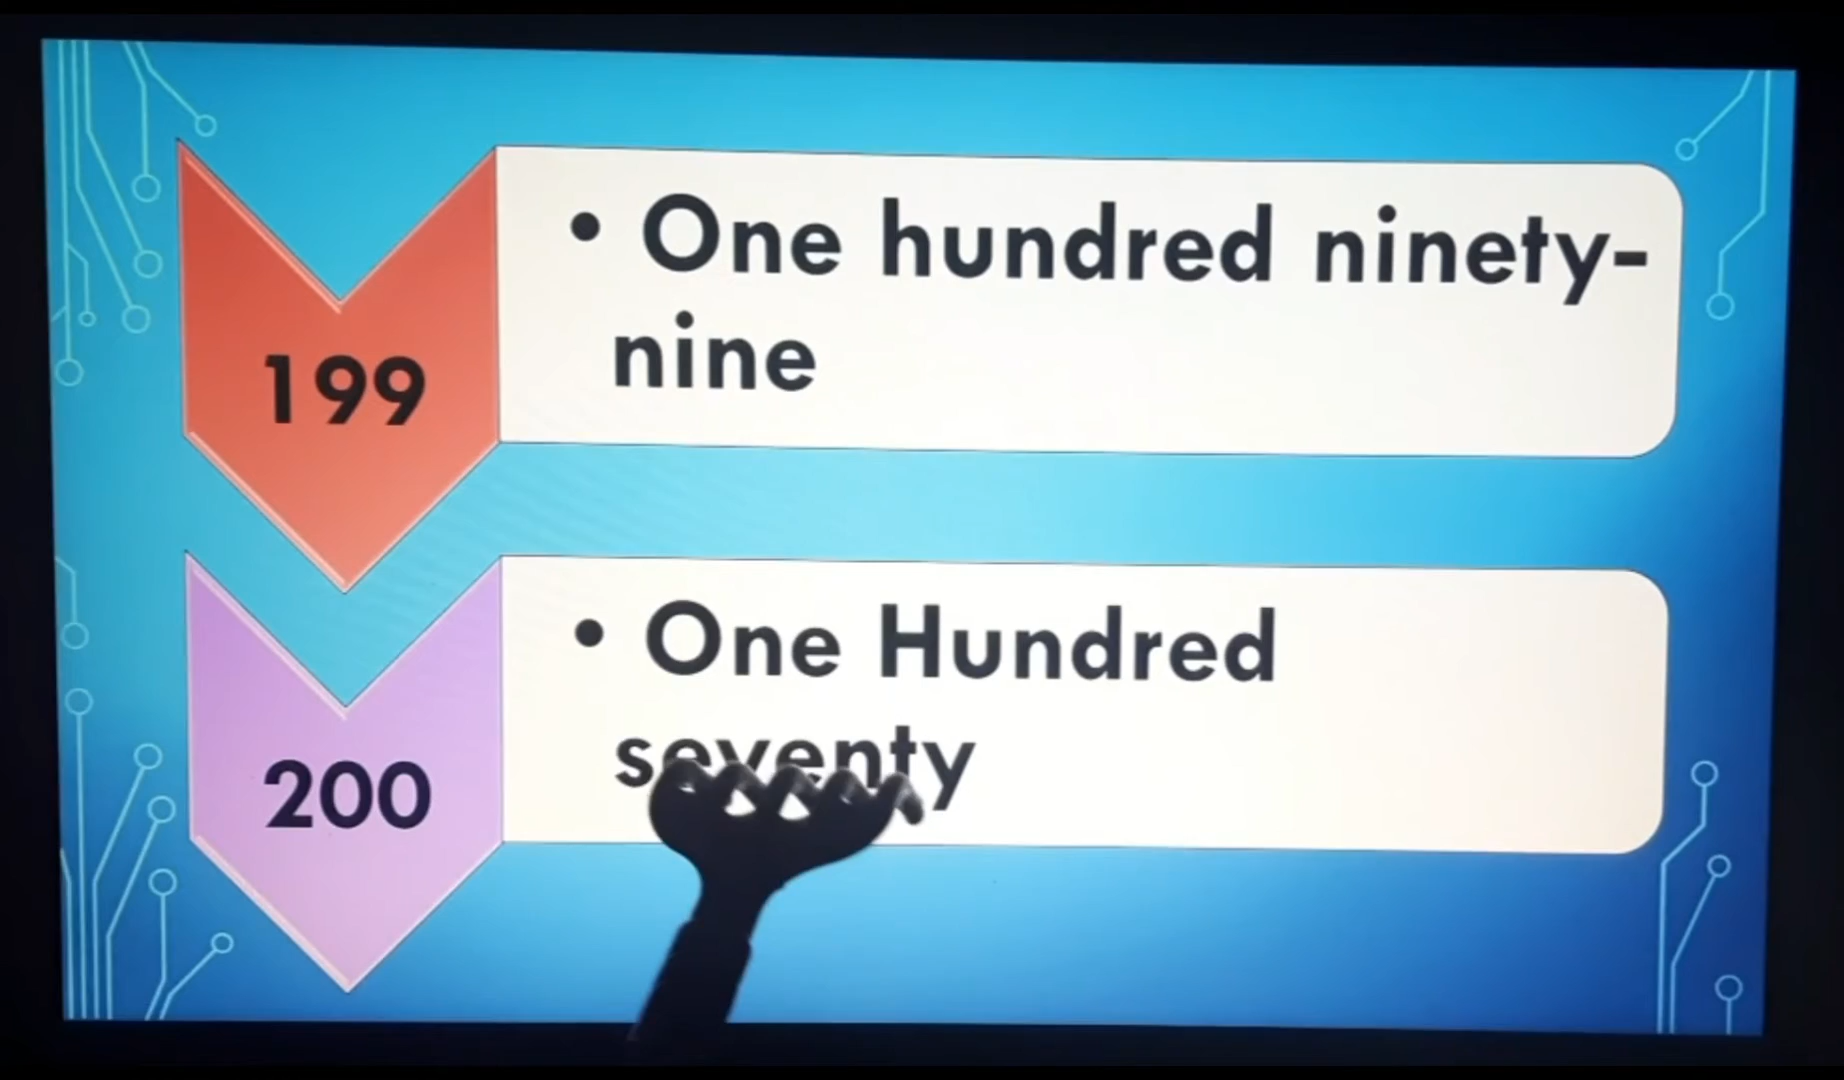 199
• One hundred ninety-
nine
200
• One Hundred
seventy